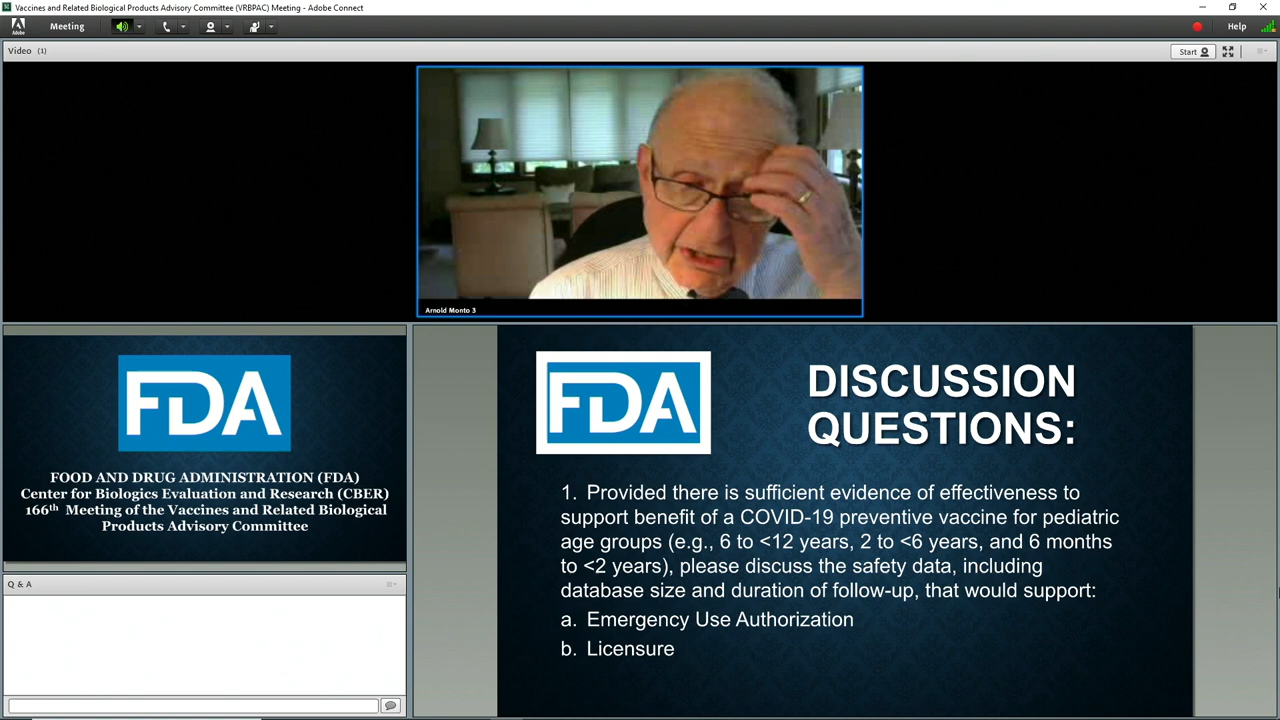 Vaccines and Related Biological Products Advisory Committee (VRBPAC) Meeting - Adobe Connect
Adobe
Meeting
Help
Video (1)
Start
Arnold Monto 3
FDA
FOOD AND DRUG ADMINISTRATION (FDA)
Center for Biologics Evaluation and Research (CBER)
166th Meeting of the Vaccines and Related Biological
Products Advisory Committee
Q & A
FDA
DISCUSSION
QUESTIONS:
1. Provided there is sufficient evidence of effectiveness to
support benefit of a COVID-19 preventive vaccine for pediatric
age groups (e.g., 6 to <12 years, 2 to <6 years, and 6 months
to <2 years), please discuss the safety data, including
database size and duration of follow-up, that would support:
a. Emergency Use Authorization
b. Licensure